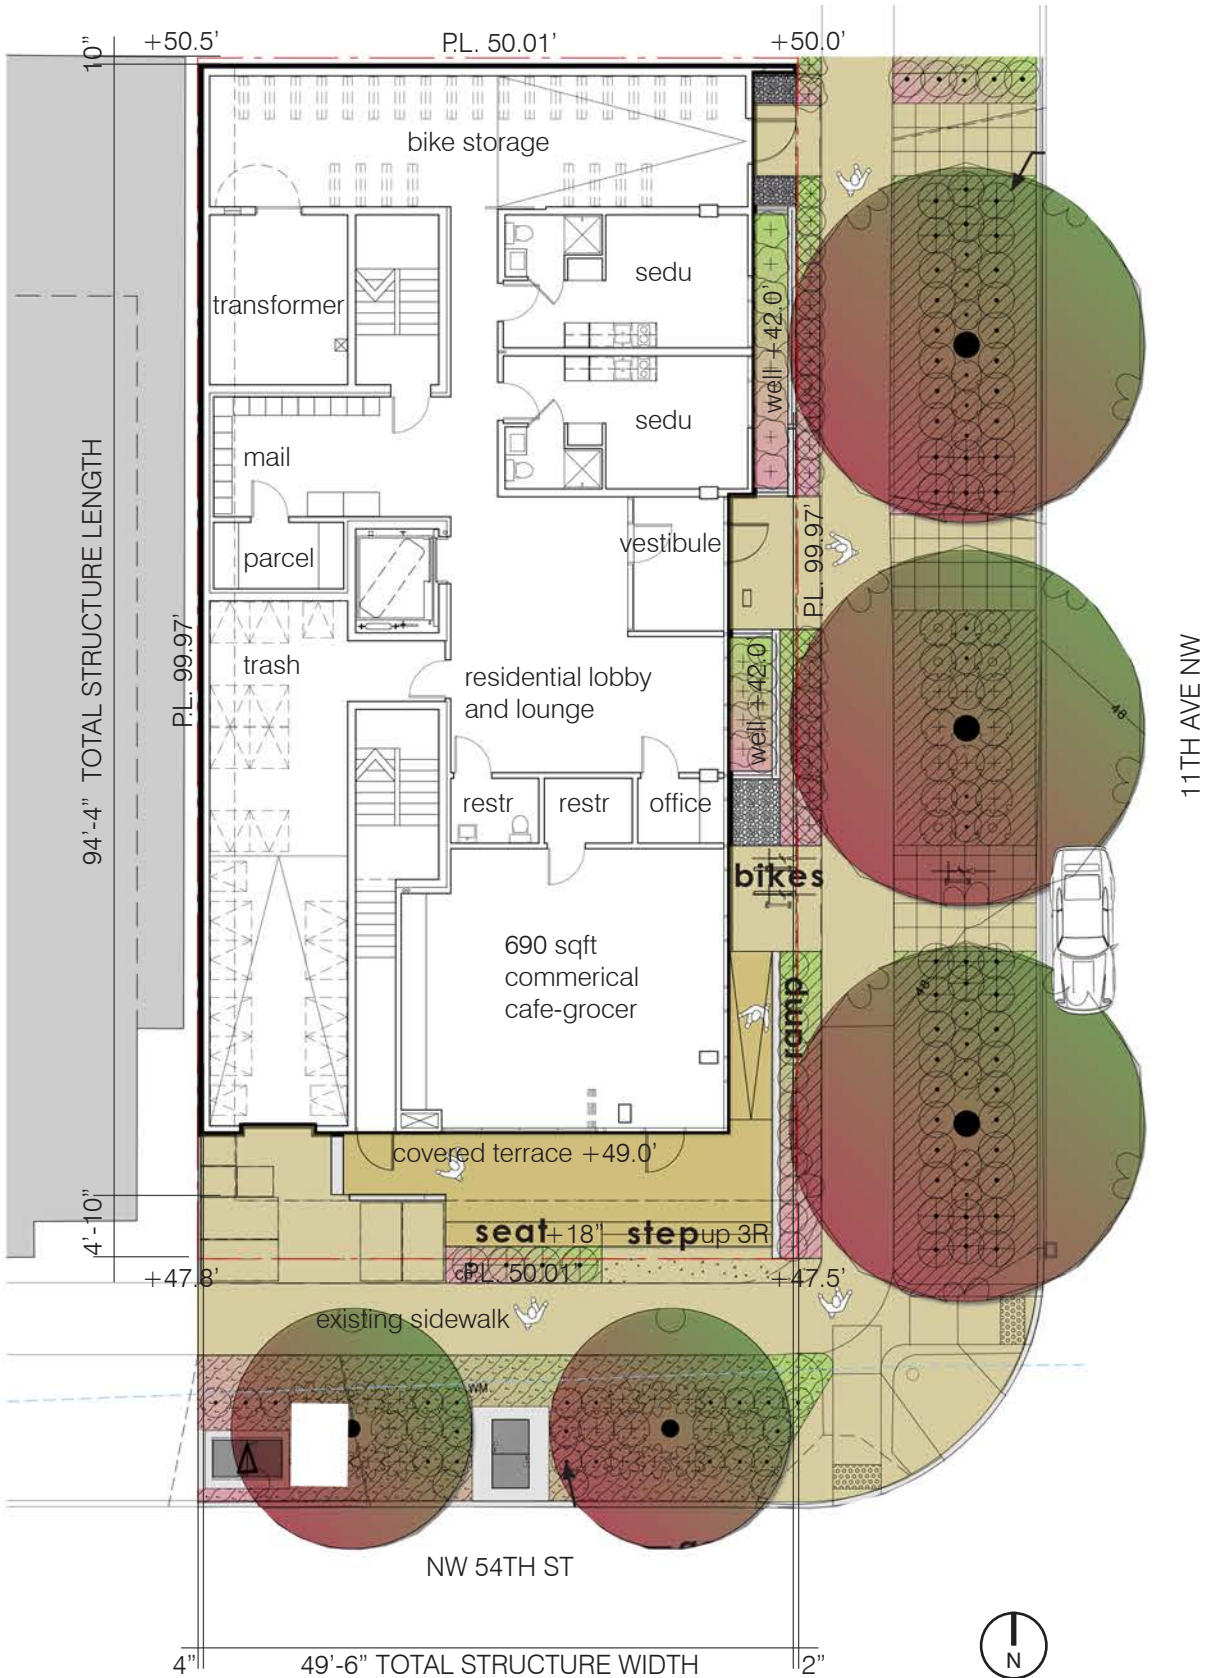 +50.5'
P.L. 50.01'
+50.0'
10"
bike storage
sedu
transformer
well +42.0'
sedu
mail
94'-4" TOTAL STRUCTURE LENGTH
P.L. 99.97'
parcel
vestibule
P.L. 99.97'
trash
residential lobby
and lounge
well +42.0'
48
11TH AVE NW
restr
restr
office
bikes
690 sqft
commerical
cafe-grocer
48
ramp
covered terrace +49.0'
4'-10"
seat +18"
step up 3R
+47.8'
P.L. 50.01"
+47.5'
existing sidewalk
WM
NW 54TH ST
N
4"
49'-6" TOTAL STRUCTURE WIDTH
2"